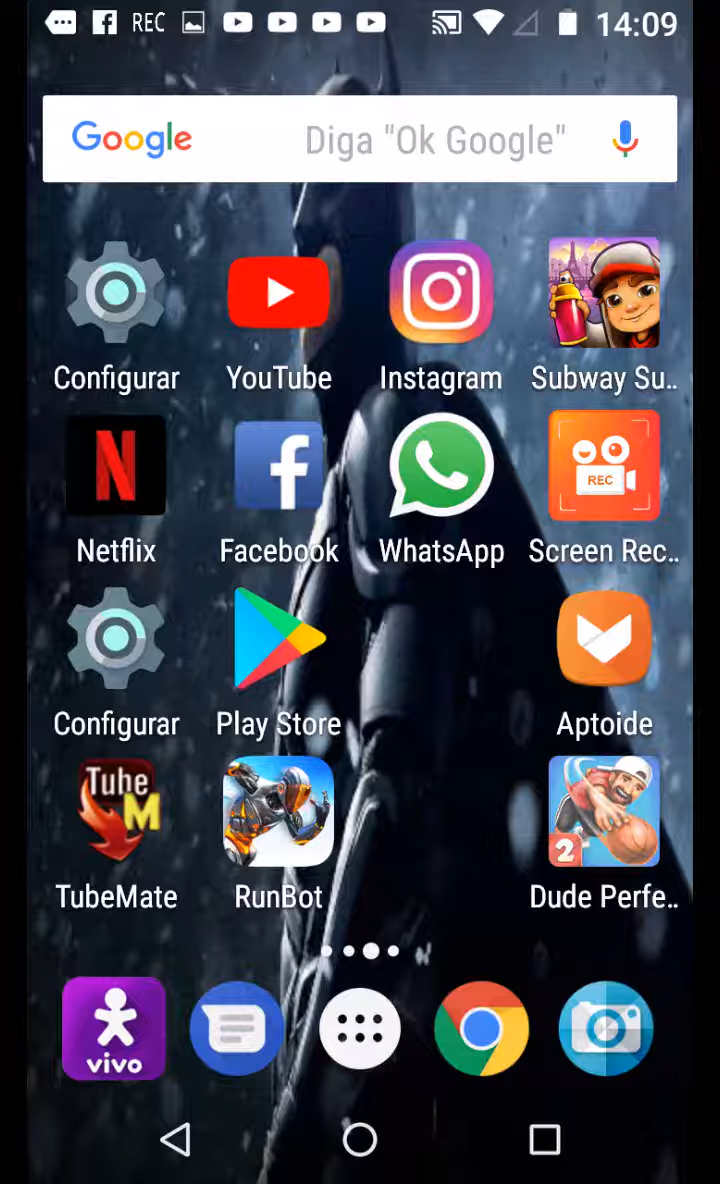 REC 14:09
Google Diga "Ok Google"
Configurar YouTube Instagram Subway Su..
REC
Netflix Facebook WhatsApp Screen Rec..
Configurar Play Store Aptoide
Tube
M
2
TubeMate RunBot Dude Perfe..
vivo